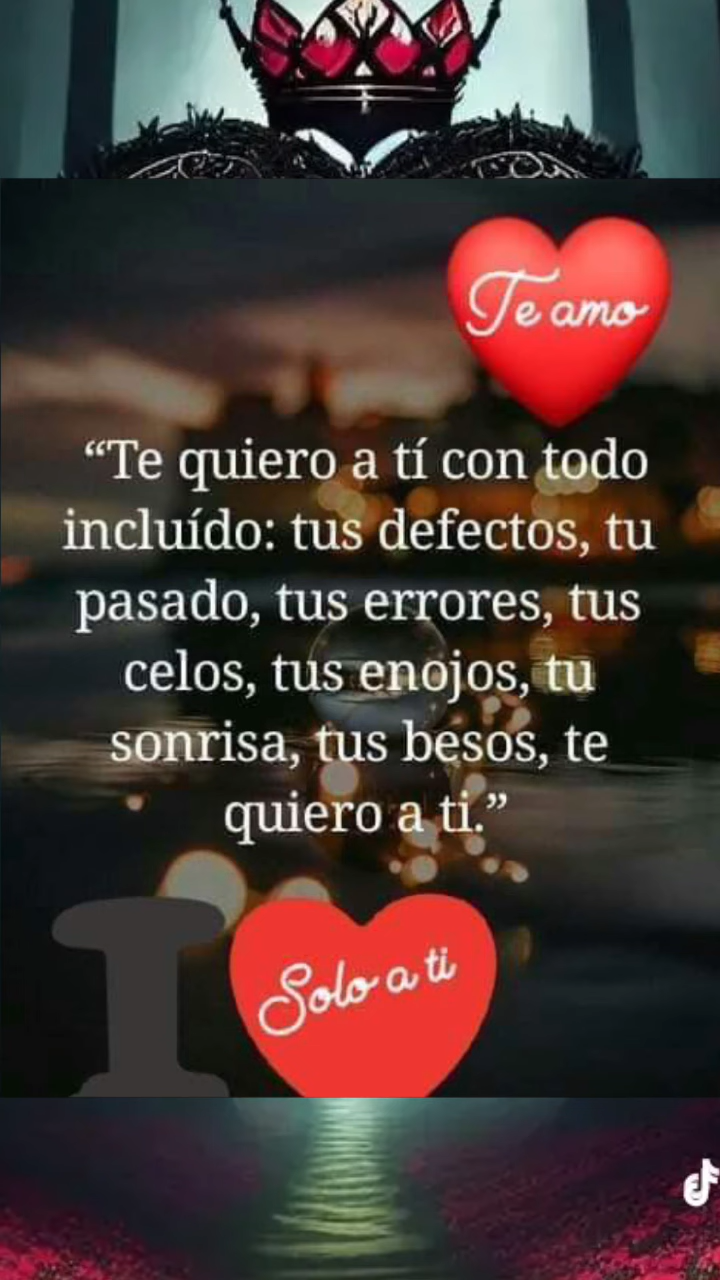 Te amo
“Te quiero a tí con todo
incluído: tus defectos, tu
pasado, tus errores, tus
celos, tus enojos, tu
sonrisa, tus besos, te
quiero a ti.”
I
Solo a ti